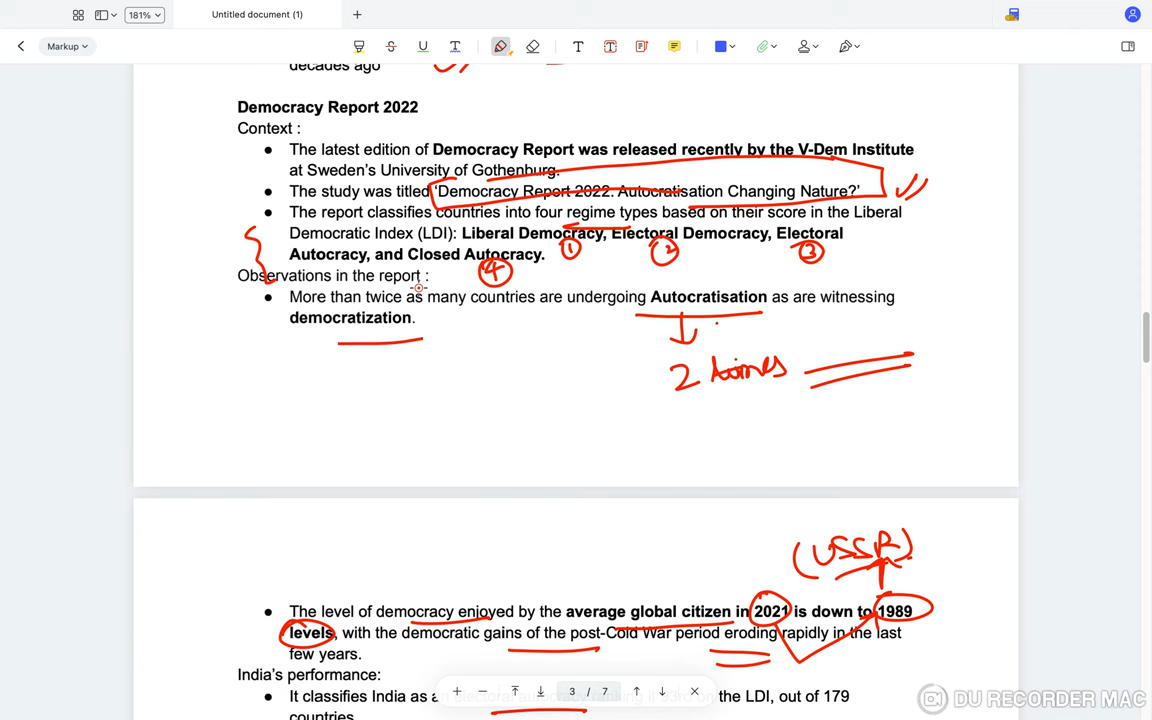 181%
Untitled document (1)
Markup
decades ago
Democracy Report 2022
Context :
The latest edition of Democracy Report was released recently by the V-Dem Institute
at Sweden's University of Gothenburg.
The study was titled 'Democracy Report 2022: Autocratisation Changing Nature?'
The report classifies countries into four regime types based on their score in the Liberal
Democratic Index (LDI): Liberal Democracy, Electoral Democracy, Electoral
1 2 3
Autocracy, and Closed Autocracy.
4
Observations in the report :
More than twice as many countries are undergoing Autocratisation as are witnessing
democratization.
2 times
(USSR)
The level of democracy enjoyed by the average global citizen in 2021 is down to 1989
levels, with the democratic gains of the post-Cold War period eroding rapidly in the last
few years.
India's performance:
It classifies India as an electoral autocracy ranking it 93rd on the LDI, out of 179
countries.
3 / 7
DU RECORDER MAC